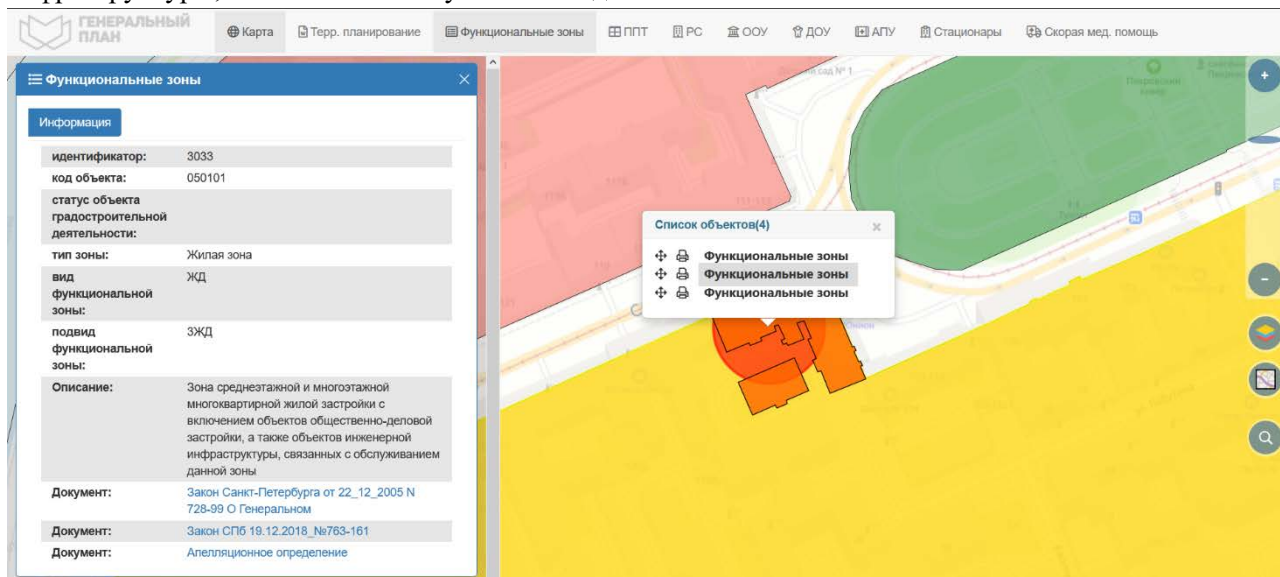 ГЕНЕРАЛЬНЫЙ
ПЛАН
Карта
Терр. планирование
Функциональные зоны
ППТ
РС
ООУ
ДОУ
АПУ
Стационары
Скорая мед. помощь
Функциональные зоны ×
Информация
идентификатор: 3033
код объекта: 050101
статус объекта
градостроительной
деятельности:
тип зоны: Жилая зона
вид ЖД
функциональной
зоны:
подвид 3ЖД
функциональной
зоны:
Описание: Зона среднеэтажной и многоэтажной
многоквартирной жилой застройки с
включением объектов общественно-деловой
застройки, а также объектов инженерной
инфраструктуры, связанных с обслуживанием
данной зоны
Документ: Закон Санкт-Петербурга от 22_12_2005 N
728-99 О Генеральном
Документ: Закон СПб 19.12.2018_№763-161
Документ: Апелляционное определение
Список объектов(4) ×
Функциональные зоны
Функциональные зоны
Функциональные зоны
+
-